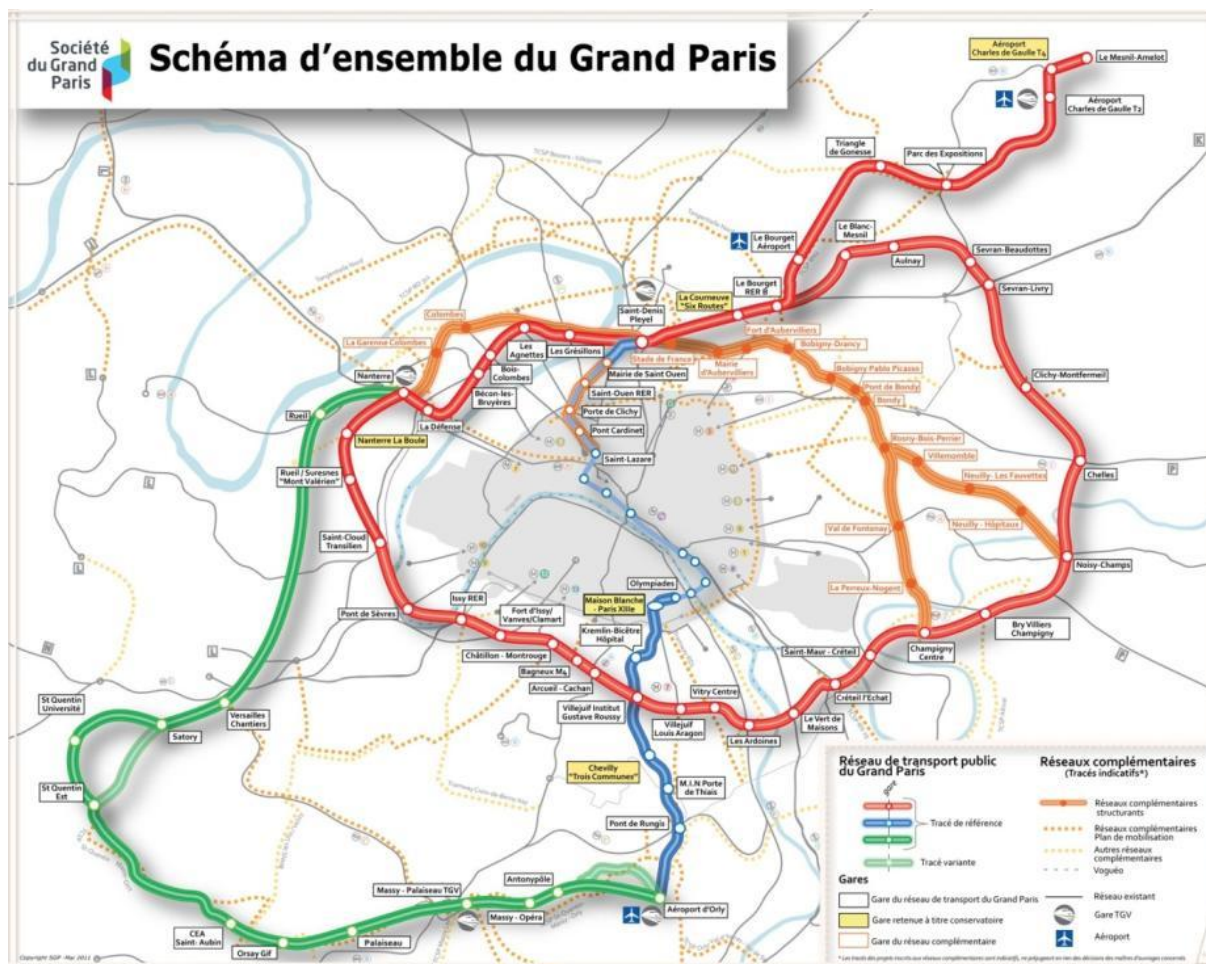 Société
du Grand
Paris
Schéma d'ensemble du Grand Paris
Aéroport
Charles de Gaulle T4
Le Mesnil-Amelot
Aéroport
Charles de Gaulle T2
Triangle
de Gonesse
Parc des Expositions
Le Bourget
Aéroport
Le Blanc-
Mesnil
Aulnay
Sevran-Beaudottes
Sevran-Livry
Le Bourget
RER B
La Courneuve
"Six Routes"
Saint-Denis
Pleyel
Colombes
La Garenne Colombes
Nanterre
Les
Agnettes
Les Grésillons
Bois-
Colombes
Bécon-les-
Bruyères
La Défense
Stade de France
Mairie
d'Aubervilliers
Fort d'Aubervilliers
Bobigny-Drancy
Bobigny Pablo Picasso
Pont de Bondy
Bondy
Mairie de Saint Ouen
Saint-Ouen RER
Porte de Clichy
Pont Cardinet
Saint-Lazare
Clichy-Montfermeil
Rueil
Nanterre La Boule
Rueil / Suresnes
"Mont Valérien"
Saint-Cloud
Transilien
Rosny-Bois-Perrier
Villemomble
Neuilly- Les Fauvettes
Neuilly - Hôpitaux
Chelles
Noisy-Champs
Val de Fontenay
Le Perreux-Nogent
Olympiades
Maison Blanche
- Paris XIIIe
Kremlin-Bicêtre
Hôpital
Pont de Sèvres
Issy RER
Fort d'Issy/
Vanves/Clamart
Châtillon - Montrouge
Bagneux M4
Arcueil - Cachan
Villejuif Institut
Gustave Roussy
Villejuif
Louis Aragon
Vitry Centre
Les Ardoines
Le Vert de
Maisons
Créteil l'Echat
Saint-Maur - Créteil
Champigny
Centre
Bry Villiers
Champigny
St Quentin
Université
Satory
Versailles
Chantiers
St Quentin
Est
Chevilly
"Trois Communes"
M.I.N Porte
de Thiais
Pont de Rungis
Antonypôle
Massy - Palaiseau TGV
Massy - Opéra
Aéroport d'Orly
CEA
Saint- Aubin
Orsay Gif
Palaiseau
Réseau de transport public
du Grand Paris
gare
Tracé de référence
Tracé variante
Gares
Gare du réseau de transport du Grand Paris
Gare retenue à titre conservatoire
Gare du réseau complémentaire
Réseaux complémentaires
(Tracés indicatifs*)
Réseaux complémentaires
structurants
Réseaux complémentaires
Plan de mobilisation
Autres réseaux
complémentaires
Voguéo
Réseau existant
Gare TGV
Aéroport
Copyright SGP - Mai 2011